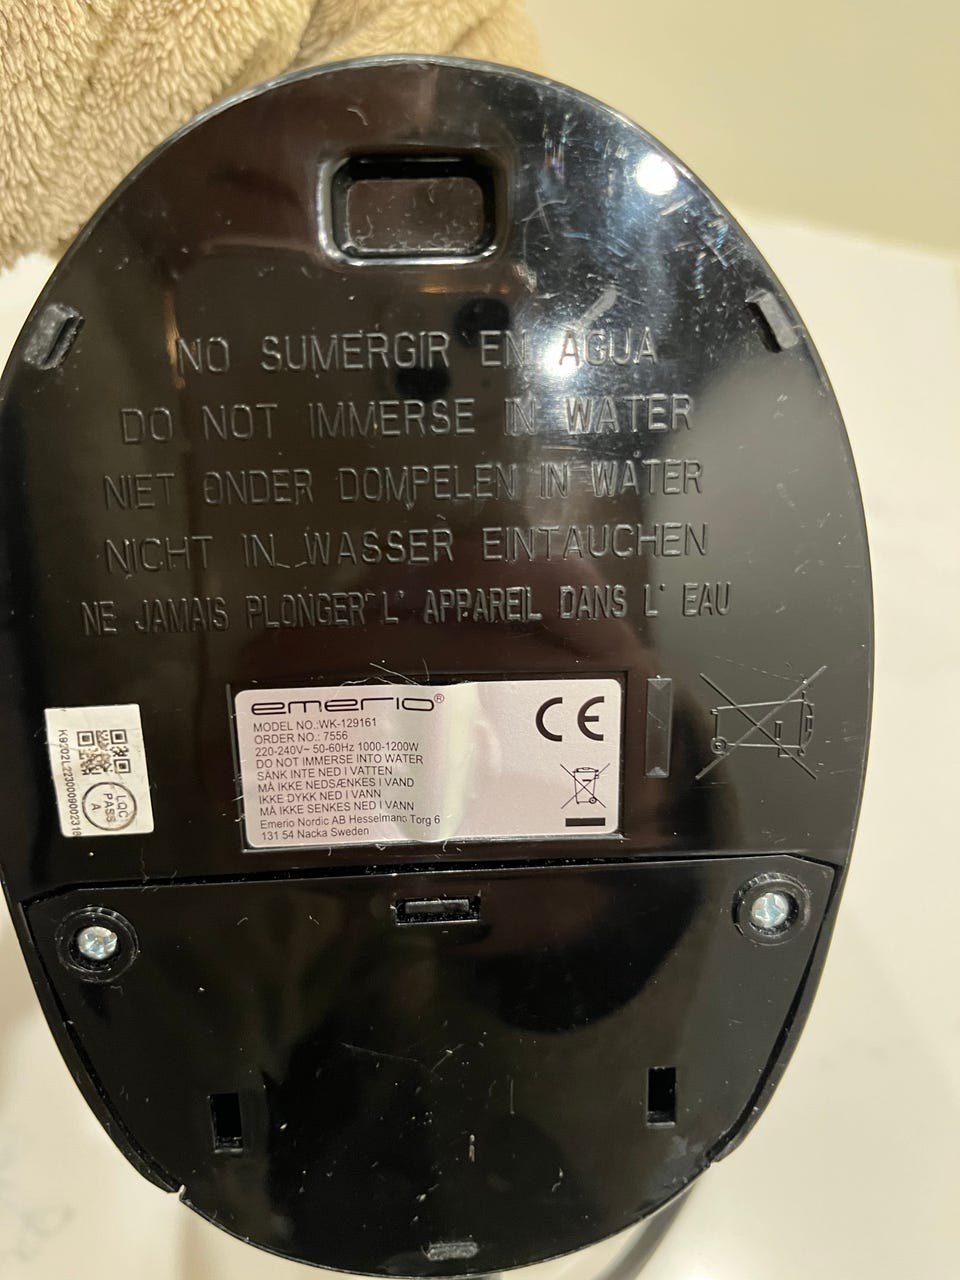 NO SUMERGIR EN AGUA
DO NOT IMMERSE IN WATER
NIET ONDER DOMPELEN IN WATER
NICHT IN WASSER EINTAUCHEN
NE JAMAIS PLONGER L' APPAREIL DANS L' EAU
emerio®
MODEL NO.:WK-129161
ORDER NO.: 7556
220-240V~ 50-60Hz 1000-1200W
DO NOT IMMERSE INTO WATER
SÄNK INTE NED I VATTEN
MÅ IKKE NEDSÆNKES I VAND
IKKE DYKK NED I VANN
MÅ IKKE SENKES NED I VANN
Emerio Nordic AB Hesselmans Torg 6
131 54 Nacka Sweden
CE
LQC
PASS
A